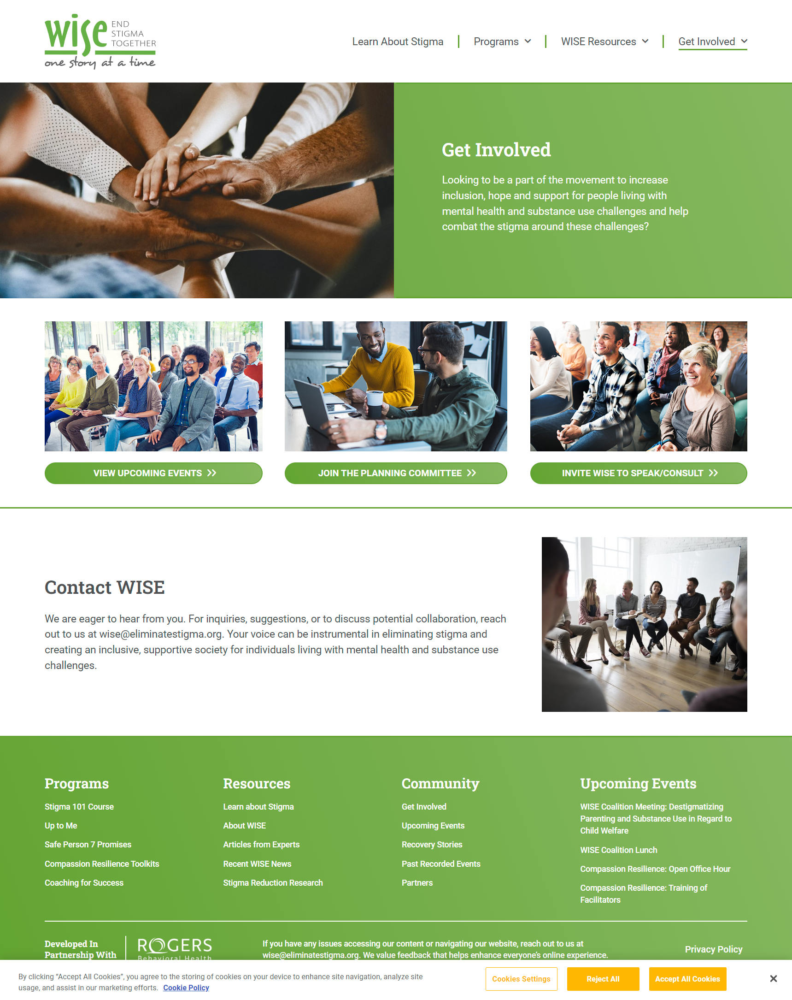 wise END
STIGMA
TOGETHER
one story at a time
Learn About Stigma
Programs
WISE Resources
Get Involved
Get Involved
Looking to be a part of the movement to increase
inclusion, hope and support for people living with
mental health and substance use challenges and help
combat the stigma around these challenges?
VIEW UPCOMING EVENTS
JOIN THE PLANNING COMMITTEE
INVITE WISE TO SPEAK/CONSULT
Contact WISE
We are eager to hear from you. For inquiries, suggestions, or to discuss potential collaboration, reach
out to us at wise@eliminatestigma.org. Your voice can be instrumental in eliminating stigma and
creating an inclusive, supportive society for individuals living with mental health and substance use
challenges.
Programs
Stigma 101 Course
Up to Me
Safe Person 7 Promises
Compassion Resilience Toolkits
Coaching for Success
Resources
Learn about Stigma
About WISE
Articles from Experts
Recent WISE News
Stigma Reduction Research
Community
Get Involved
Upcoming Events
Recovery Stories
Past Recorded Events
Partners
Upcoming Events
WISE Coalition Meeting: Destigmatizing
Parenting and Substance Use in Regard to
Child Welfare
WISE Coalition Lunch
Compassion Resilience: Open Office Hour
Compassion Resilience: Training of
Facilitators
Developed In
Partnership With
ROGERS
Behavioral Health
If you have any issues accessing our content or navigating our website, reach out to us at
wise@eliminatestigma.org. We value feedback that helps enhance everyone’s online experience.
Privacy Policy
By clicking “Accept All Cookies”, you agree to the storing of cookies on your device to enhance site navigation, analyze site
usage, and assist in our marketing efforts. Cookie Policy
Cookies Settings
Reject All
Accept All Cookies